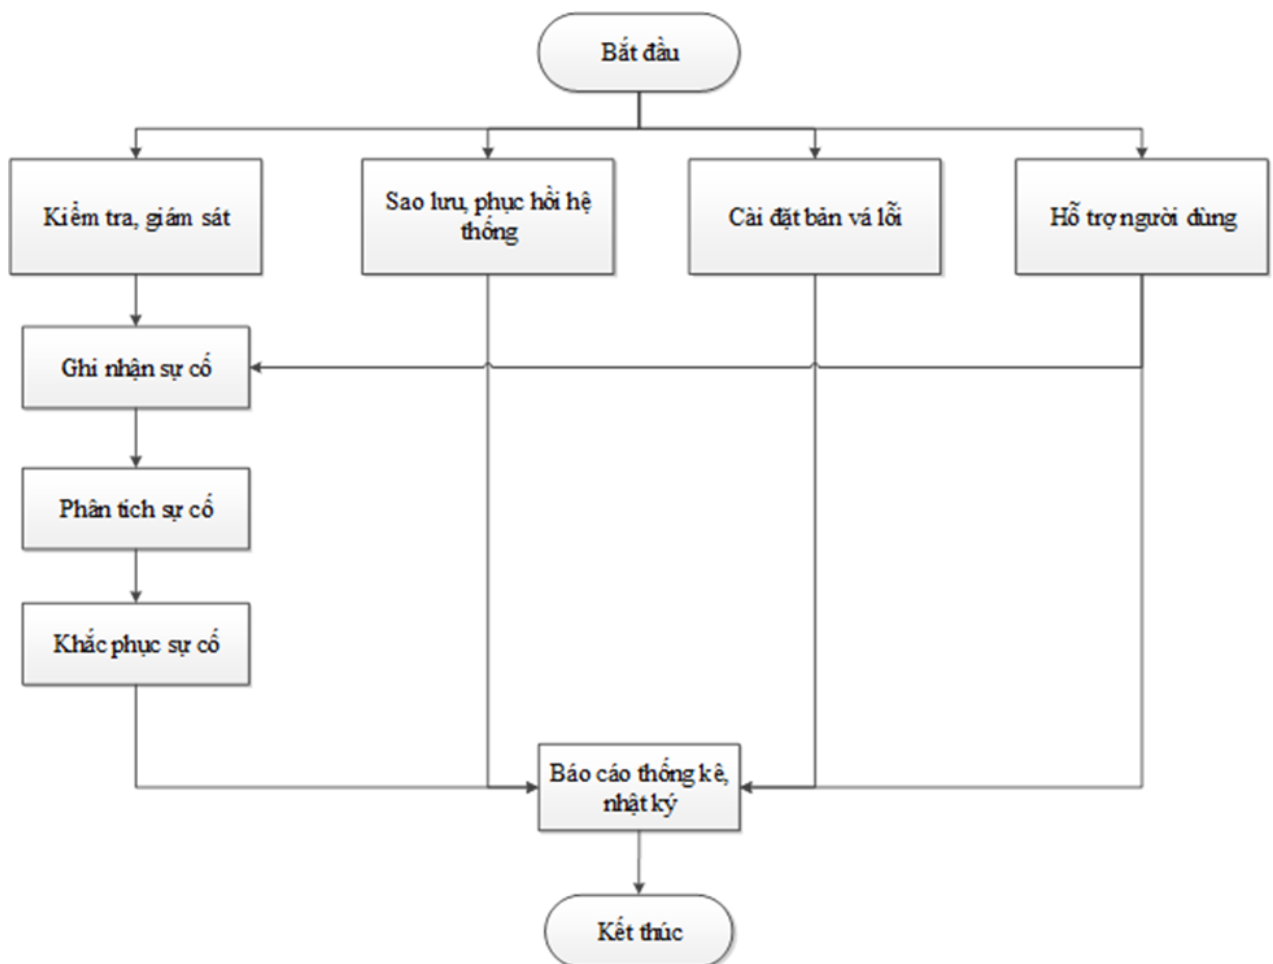 Bắt đầu
Kiểm tra, giám sát
Sao lưu, phục hồi hệ
thống
Cài đặt bản vá lỗi
Hỗ trợ người dùng
Ghi nhận sự cố
Phân tích sự cố
Khắc phục sự cố
Báo cáo thống kê,
nhật ký
Kết thúc